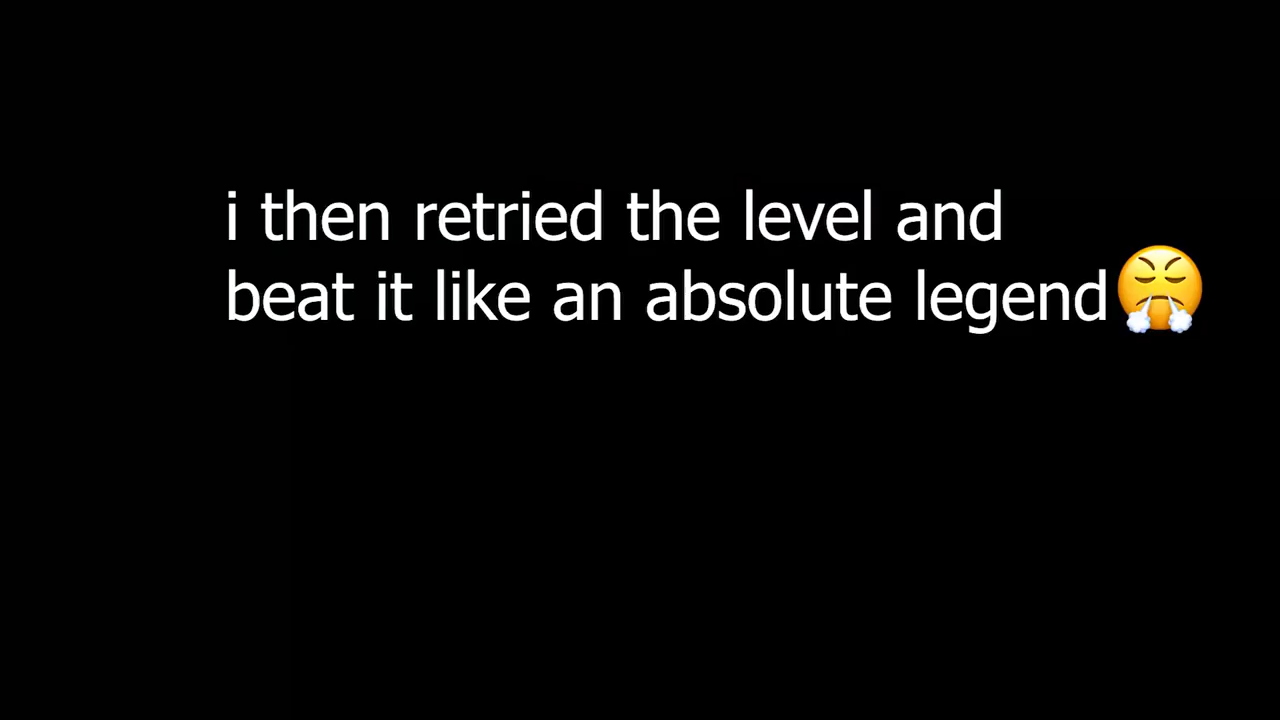 i then retried the level and
beat it like an absolute legend😤